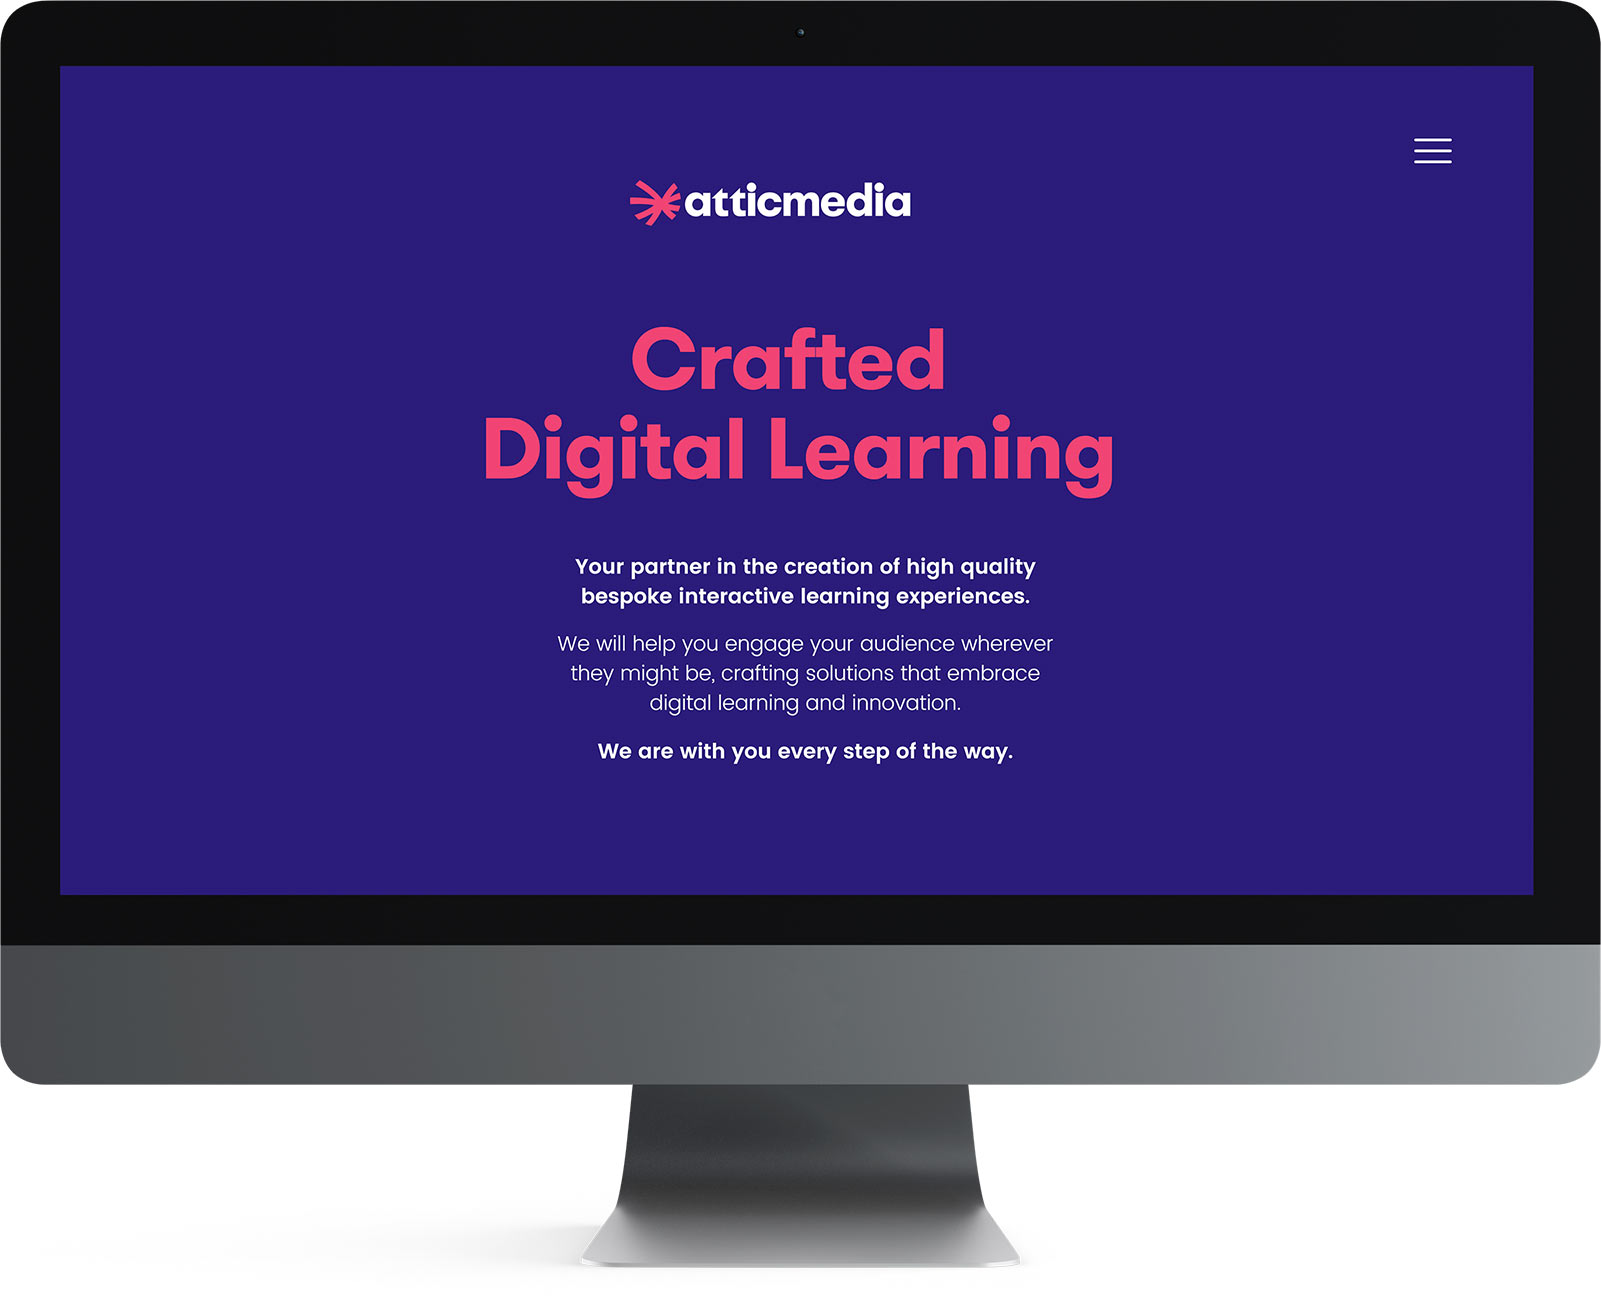 atticmedia
Crafted
Digital Learning
Your partner in the creation of high quality
bespoke interactive learning experiences.
We will help you engage your audience wherever
they might be, crafting solutions that embrace
digital learning and innovation.
We are with you every step of the way.